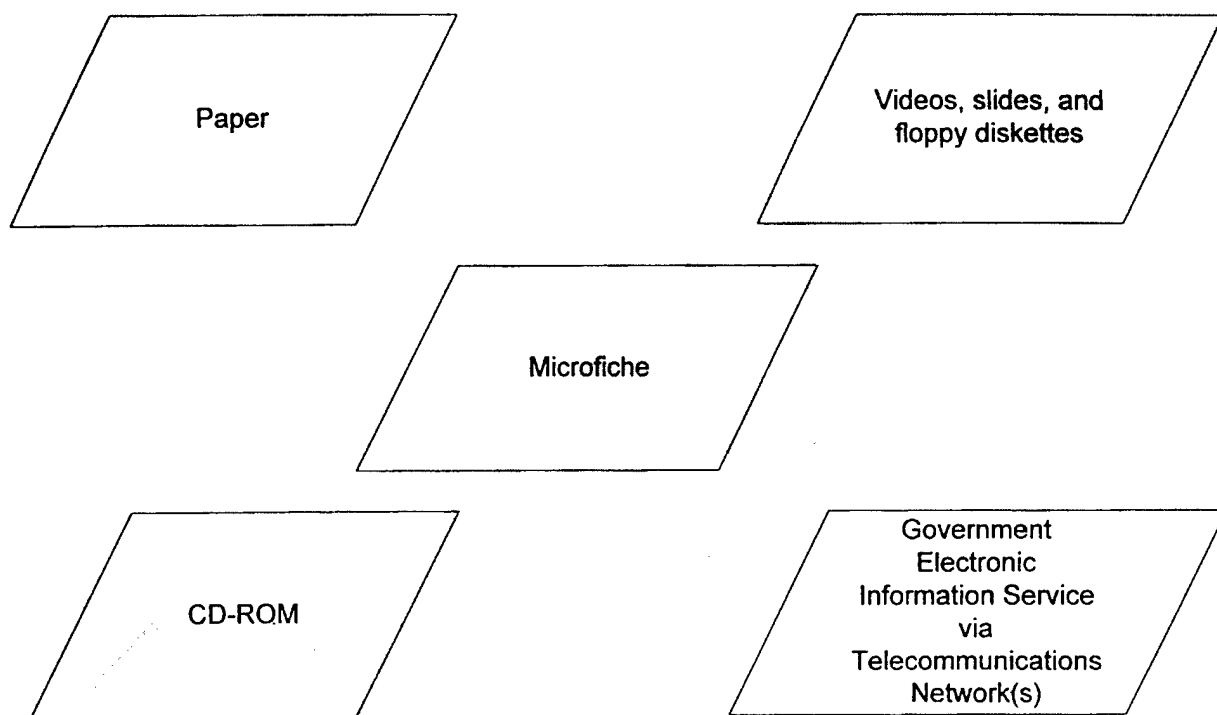 Paper
Videos, slides, and
floppy diskettes
Microfiche
CD-ROM
Government
Electronic
Information Service
via
Telecommunications
Network(s)